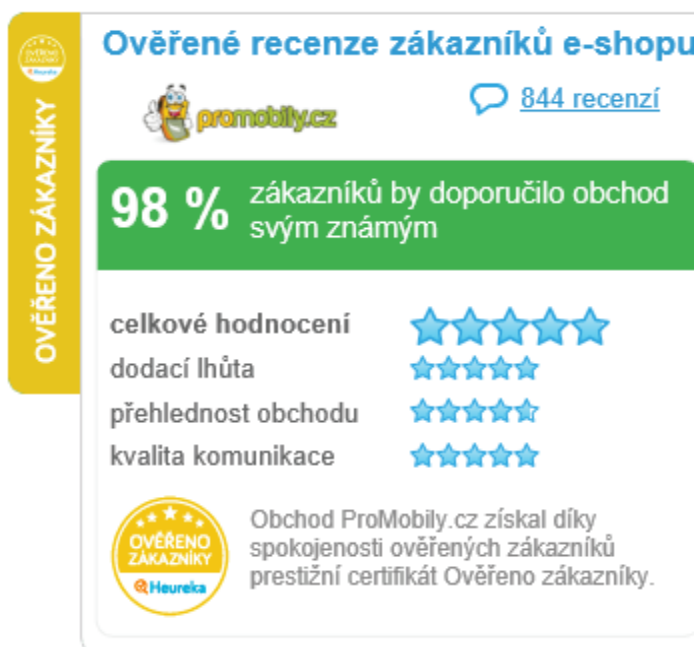 Ověřené recenze zákazníků e-shopu
promobily.cz
844 recenzí
98 %
zákazníků by doporučilo obchod
svým známým
celkové hodnocení
dodací lhůta
přehlednost obchodu
kvalita komunikace
OVĚŘENO
ZÁKAZNÍKY
Heureka
Obchod ProMobily.cz získal díky
spokojenosti ověřených zákazníků
prestižní certifikát Ověřeno zákazníky.
OVĚŘENO ZÁKAZNÍKY
OVĚŘENO
ZÁKAZNÍKY
Heureka